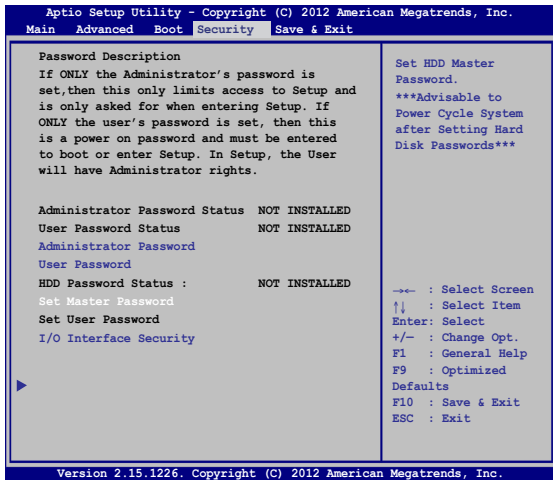 Aptio Setup Utility - Copyright (C) 2012 American Megatrends, Inc.
Main Advanced Boot Security Save & Exit
Password Description
If ONLY the Administrator's password is
set,then this only limits access to Setup and
is only asked for when entering Setup. If
ONLY the user's password is set, then this
is a power on password and must be entered
to boot or enter Setup. In Setup, the User
will have Administrator rights.
Administrator Password Status NOT INSTALLED
User Password Status NOT INSTALLED
Administrator Password
User Password
HDD Password Status : NOT INSTALLED
Set Master Password
Set User Password
I/O Interface Security
Set HDD Master
Password.
***Advisable to
Power Cycle System
after Setting Hard
Disk Passwords***
→← : Select Screen
↑↓ : Select Item
Enter: Select
+/— : Change Opt.
F1 : General Help
F9 : Optimized
Defaults
F10 : Save & Exit
ESC : Exit
Version 2.15.1226. Copyright (C) 2012 American Megatrends, Inc.